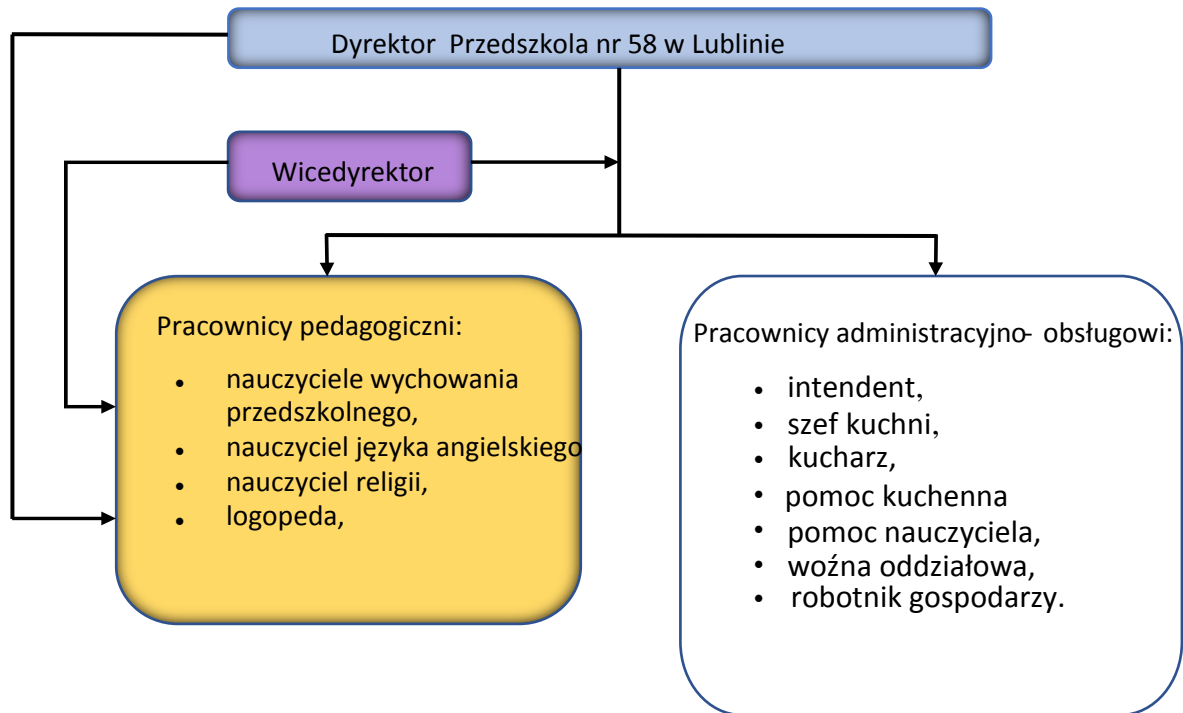 Dyrektor Przedszkola nr 58 w Lublinie
Wicedyrektor
Pracownicy pedagogiczni:
• nauczyciele wychowania
przedszkolnego,
• nauczyciel języka angielskiego
• nauczyciel religii,
• logopeda,
Pracownicy administracyjno- obsługowi:
• intendent,
• szef kuchni,
• kucharz,
• pomoc kuchenna
• pomoc nauczyciela,
• woźna oddziałowa,
• robotnik gospodarzy.